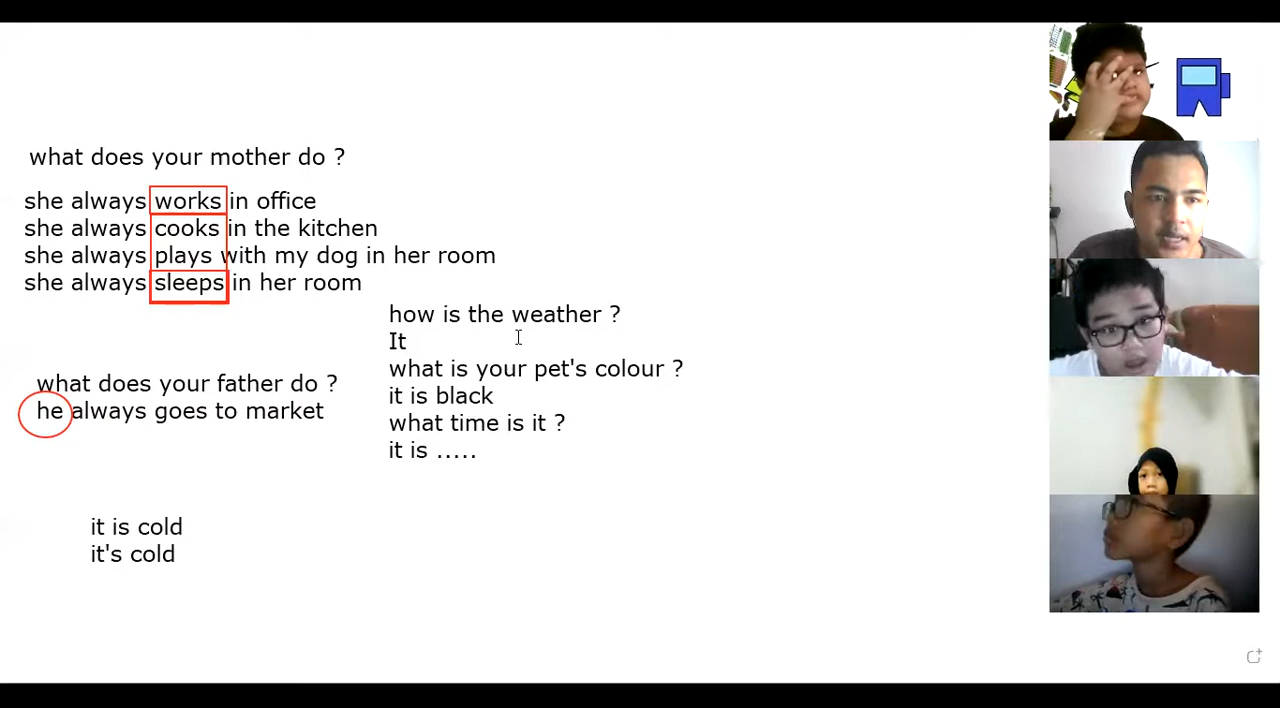 what does your mother do ?
she always works in office
she always cooks in the kitchen
she always plays with my dog in her room
she always sleeps in her room
how is the weather ?
It
what is your pet's colour ?
it is black
what time is it ?
it is .....
what does your father do ?
he always goes to market
it is cold
it's cold